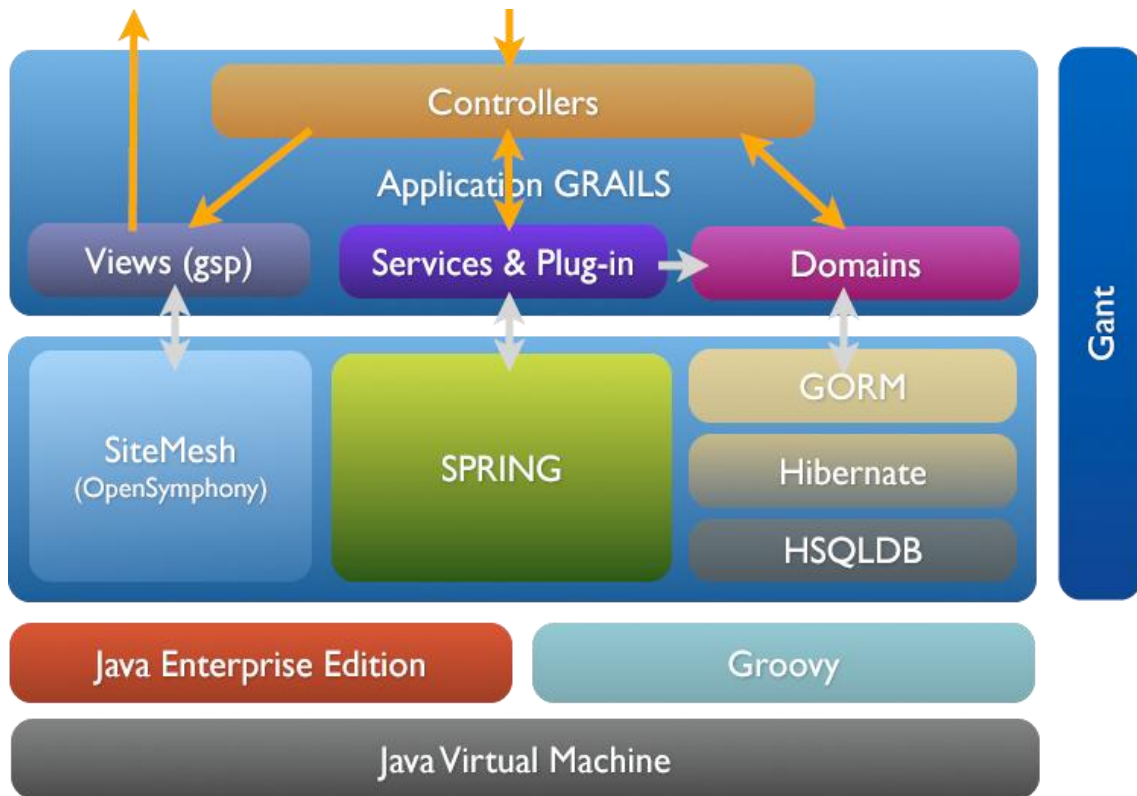 Controllers
Application GRAILS
Views (gsp)
Services & Plug-in
Domains
Gant
SiteMesh
(OpenSymphony)
SPRING
GORM
Hibernate
HSQLDB
Java Enterprise Edition
Groovy
Java Virtual Machine